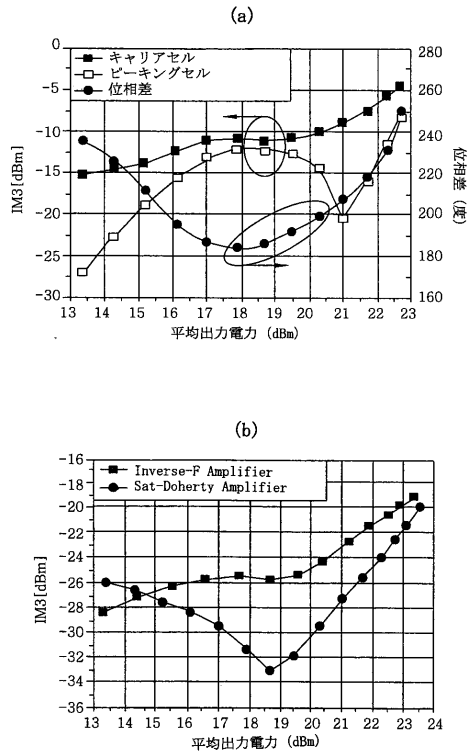 (a)
キャリアセル
ピーキングセル
位相差
0
-5
-10
-15
-20
-25
-30
IM3[dBm]
280
260
240
220
200
180
160
位相差 (度)
13 14 15 16 17 18 19 20 21 22 23
平均出力電力 (dBm)
(b)
Inverse-F Amplifier
Sat-Doherty Amplifier
-16
-18
-20
-22
-24
-26
-28
-30
-32
-34
-36
IM3[dBm]
13 14 15 16 17 18 19 20 21 22 23 24
平均出力電力 (dBm)